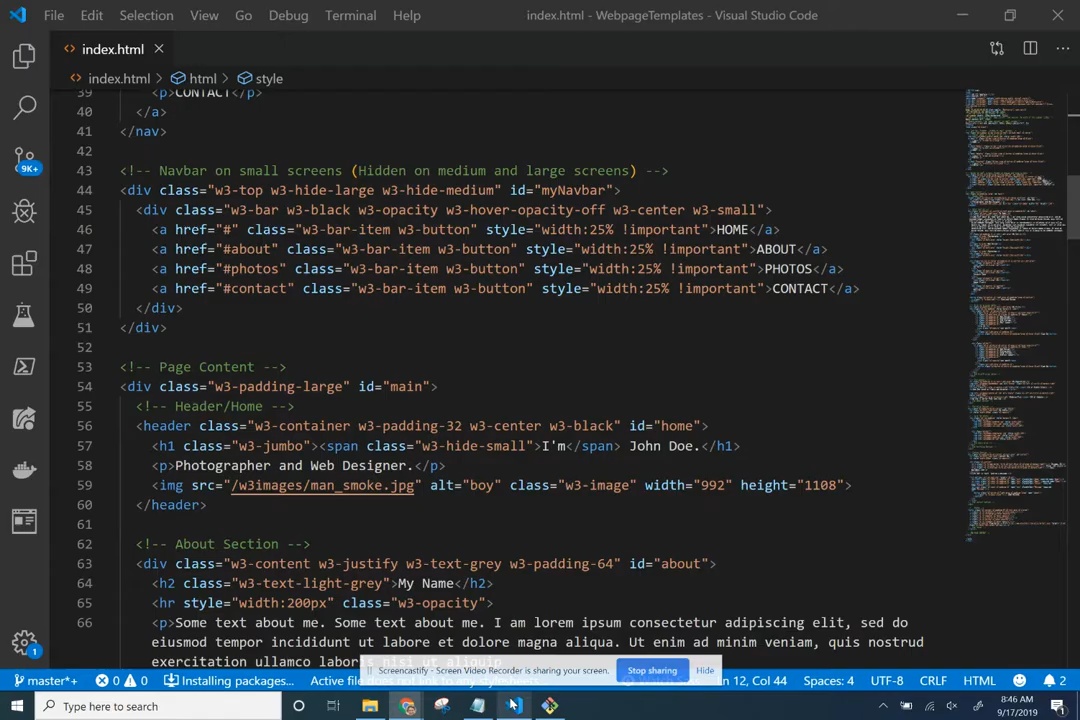 File Edit Selection View Go Debug Terminal Help index.html - WebpageTemplates - Visual Studio Code
index.html
index.html > html > style
39 <p>CONTACT</p>
40 </a>
41 </nav>
42
43 <!-- Navbar on small screens (Hidden on medium and large screens) -->
44 <div class="w3-top w3-hide-large w3-hide-medium" id="myNavbar">
45 <div class="w3-bar w3-black w3-opacity w3-hover-opacity-off w3-center w3-small">
46 <a href="#" class="w3-bar-item w3-button" style="width:25% !important">HOME</a>
47 <a href="#about" class="w3-bar-item w3-button" style="width:25% !important">ABOUT</a>
48 <a href="#photos" class="w3-bar-item w3-button" style="width:25% !important">PHOTOS</a>
49 <a href="#contact" class="w3-bar-item w3-button" style="width:25% !important">CONTACT</a>
50 </div>
51 </div>
52
53 <!-- Page Content -->
54 <div class="w3-padding-large" id="main">
55 <!-- Header/Home -->
56 <header class="w3-container w3-padding-32 w3-center w3-black" id="home">
57 <h1 class="w3-jumbo"><span class="w3-hide-small">I'm</span> John Doe.</h1>
58 <p>Photographer and Web Designer.</p>
59 <img src="/w3images/man_smoke.jpg" alt="boy" class="w3-image" width="992" height="1108">
60 </header>
61
62 <!-- About Section -->
63 <div class="w3-content w3-justify w3-text-grey w3-padding-64" id="about">
64 <h2 class="w3-text-light-grey">My Name</h2>
65 <hr style="width:200px" class="w3-opacity">
66 <p>Some text about me. Some text about me. I am lorem ipsum consectetur adipiscing elit, sed do
eiusmod tempor incididunt ut labore et dolore magna aliqua. Ut enim ad minim veniam, quis nostrud
exercitation ullamco laboris nisi ut aliquip
9K+
1
Screencastify - Screen Video Recorder is sharing your screen. Stop sharing Hide
master*+ 0 0 Installing packages... Active file does not link to any stylesheets. Ln 12, Col 44 Spaces: 4 UTF-8 CRLF HTML 2
Type here to search
8:46 AM
9/17/2019
1